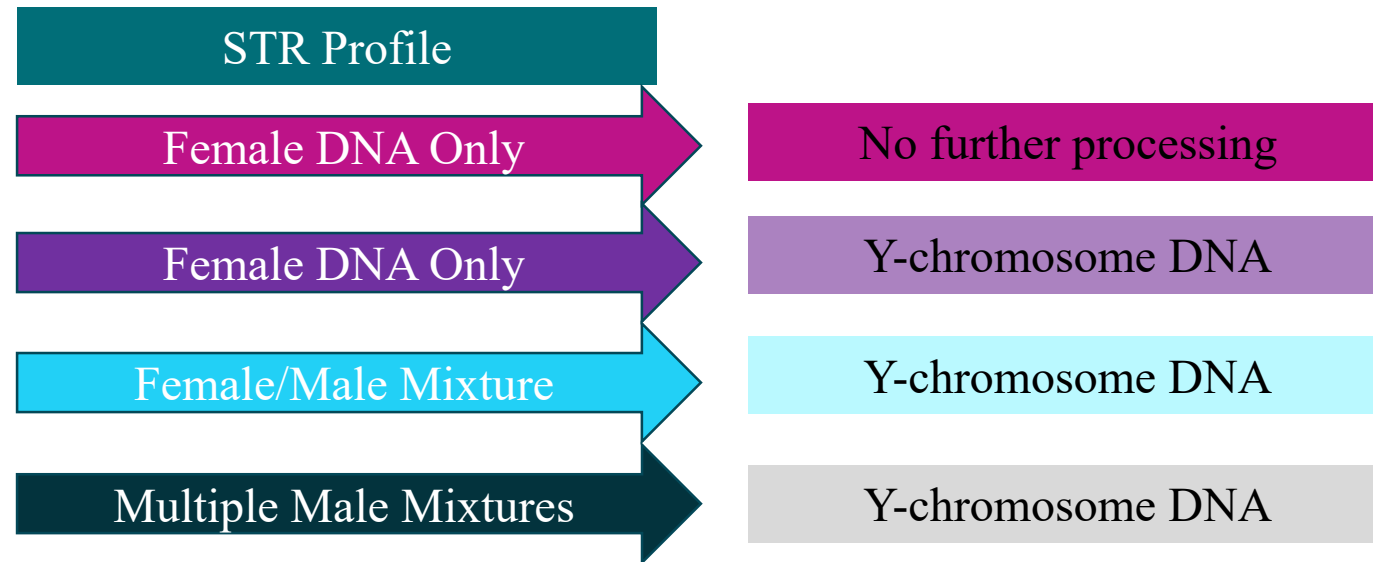 STR Profile
Female DNA Only
No further processing
Female DNA Only
Y-chromosome DNA
Female/Male Mixture
Y-chromosome DNA
Multiple Male Mixtures
Y-chromosome DNA